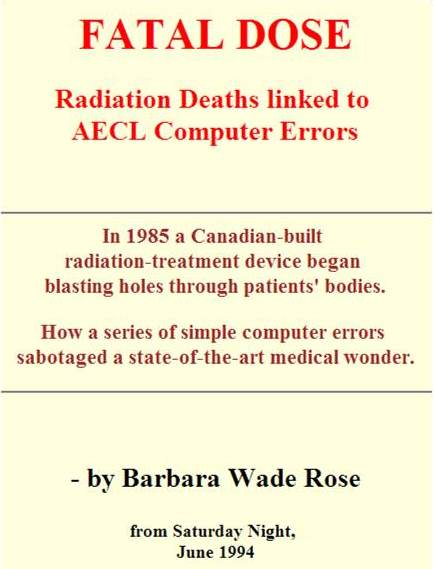 FATAL DOSE
Radiation Deaths linked to
AECL Computer Errors
In 1985 a Canadian-built
radiation-treatment device began
blasting holes through patients' bodies.
How a series of simple computer errors
sabotaged a state-of-the-art medical wonder.
- by Barbara Wade Rose
from Saturday Night,
June 1994